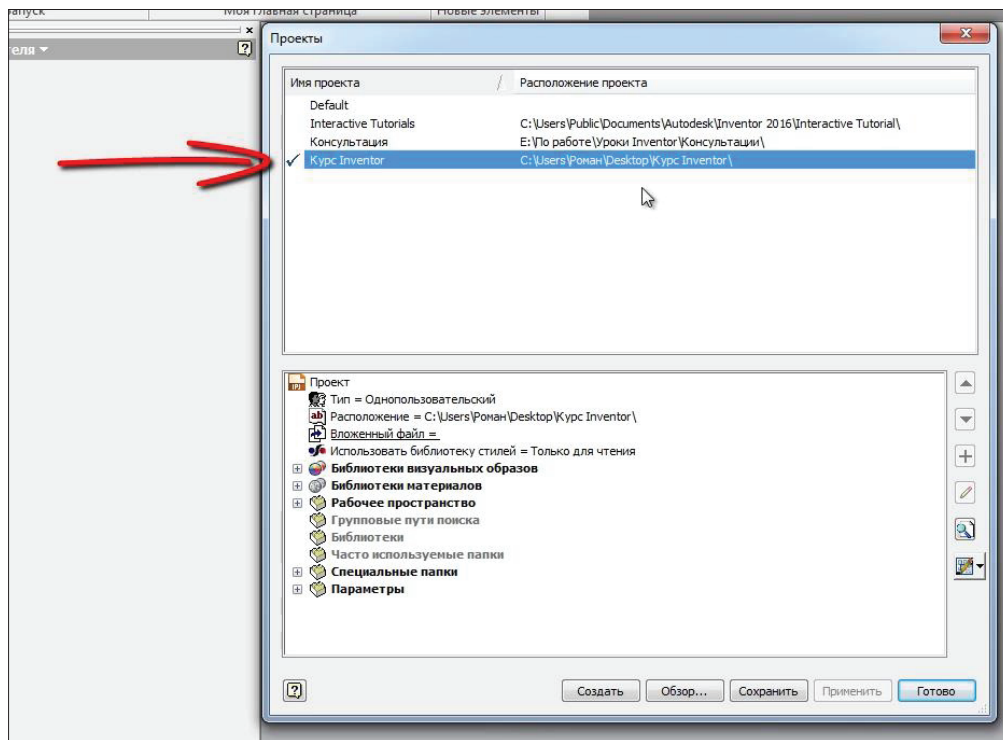 Моя главная страница Новые элементы
Проекты
Имя проекта / Расположение проекта
Default
Interactive Tutorials C:\Users\Public\Documents\Autodesk\Inventor 2016\Interactive Tutorial\
Консультация E:\По работе\Уроки Inventor\Консультации\
Курс Inventor C:\Users\Роман\Desktop\Курс Inventor\
Проект
Тип = Однопользовательский
Расположение = C:\Users\Роман\Desktop\Курс Inventor\
Вложенный файл =
Использовать библиотеку стилей = Только для чтения
Библиотеки визуальных образов
Библиотеки материалов
Рабочее пространство
Групповые пути поиска
Библиотеки
Часто используемые папки
Специальные папки
Параметры
Создать Обзор... Сохранить Применить Готово